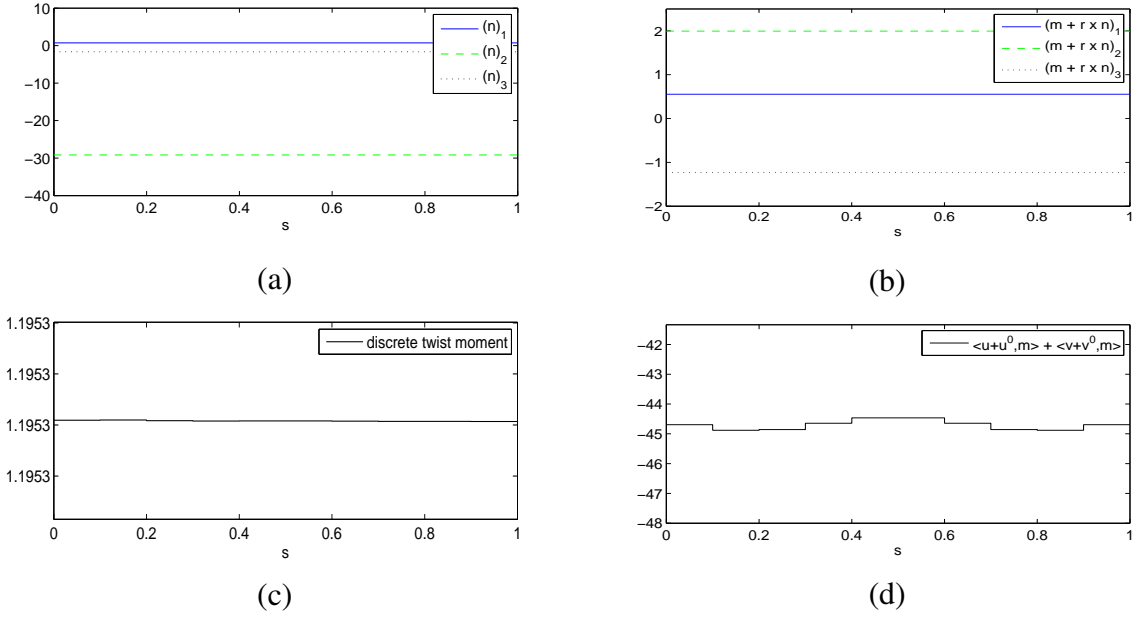 10
0
−10
−20
−30
−40
0 0.2 0.4 0.6 0.8 1
s
(n)₁
(n)₂
(n)₃
(a)
2
1
0
−1
−2
0 0.2 0.4 0.6 0.8 1
s
(m + r x n)₁
(m + r x n)₂
(m + r x n)₃
(b)
1.1953
1.1953
1.1953
1.1953
0 0.2 0.4 0.6 0.8 1
s
discrete twist moment
(c)
−42
−43
−44
−45
−46
−47
−48
0 0.2 0.4 0.6 0.8 1
s
<u+u⁰,m> + <v+v⁰,m>
(d)